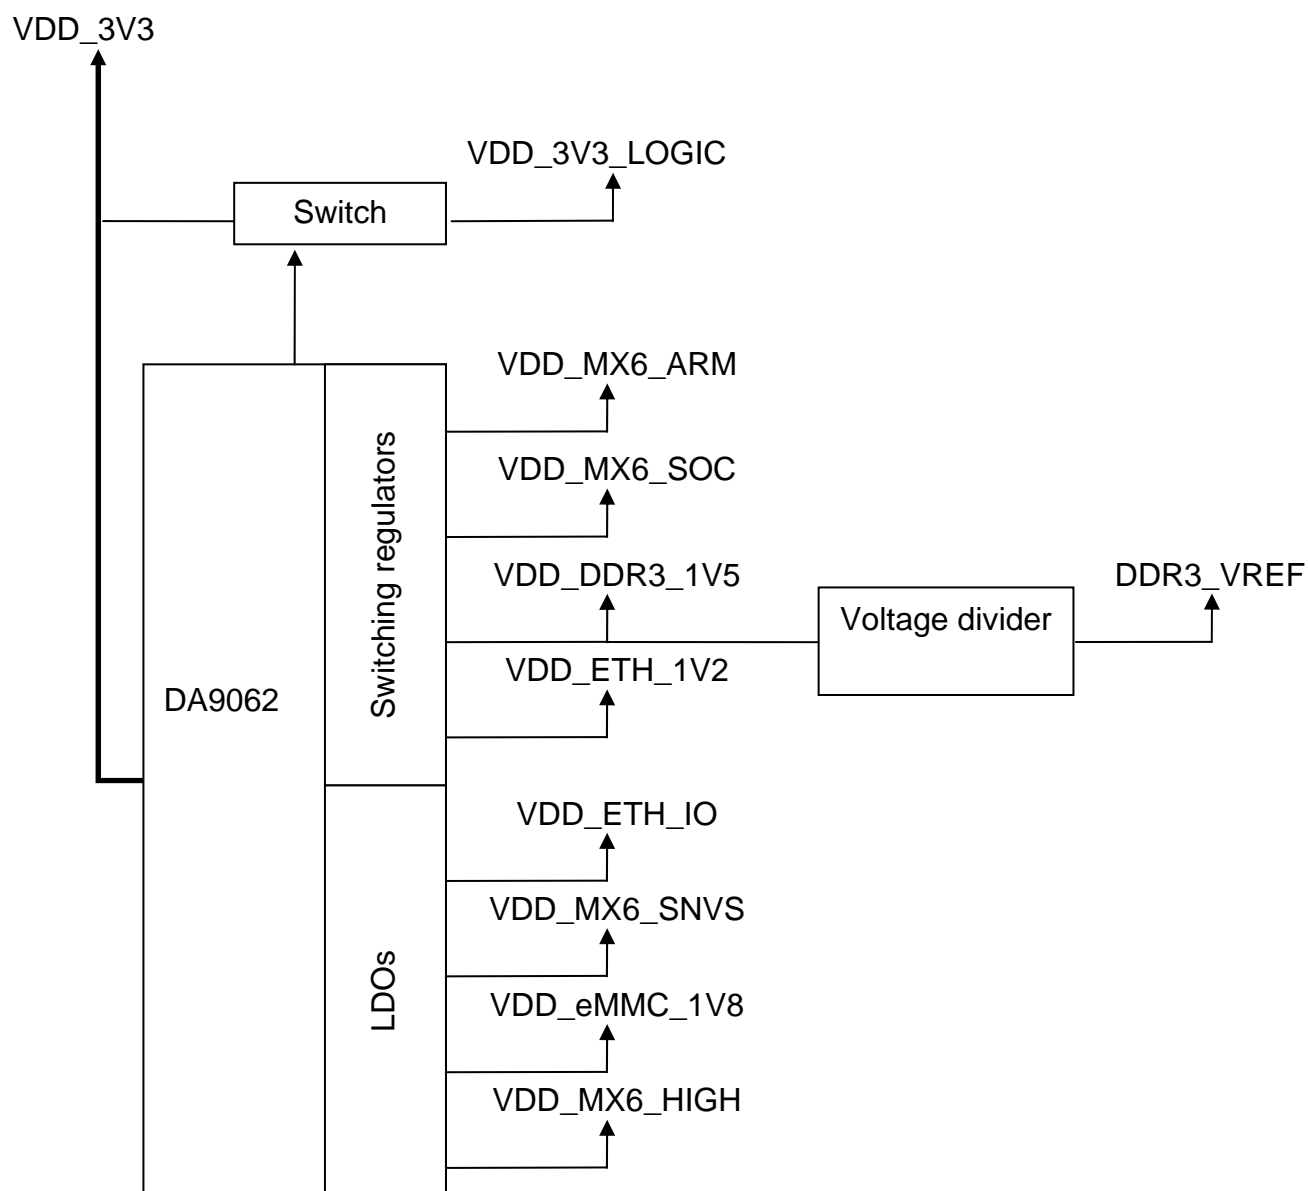 VDD_3V3
VDD_3V3_LOGIC
Switch
VDD_MX6_ARM
VDD_MX6_SOC
Switching regulators
VDD_DDR3_1V5
DDR3_VREF
Voltage divider
VDD_ETH_1V2
DA9062
VDD_ETH_IO
VDD_MX6_SNVS
LDOs
VDD_eMMC_1V8
VDD_MX6_HIGH